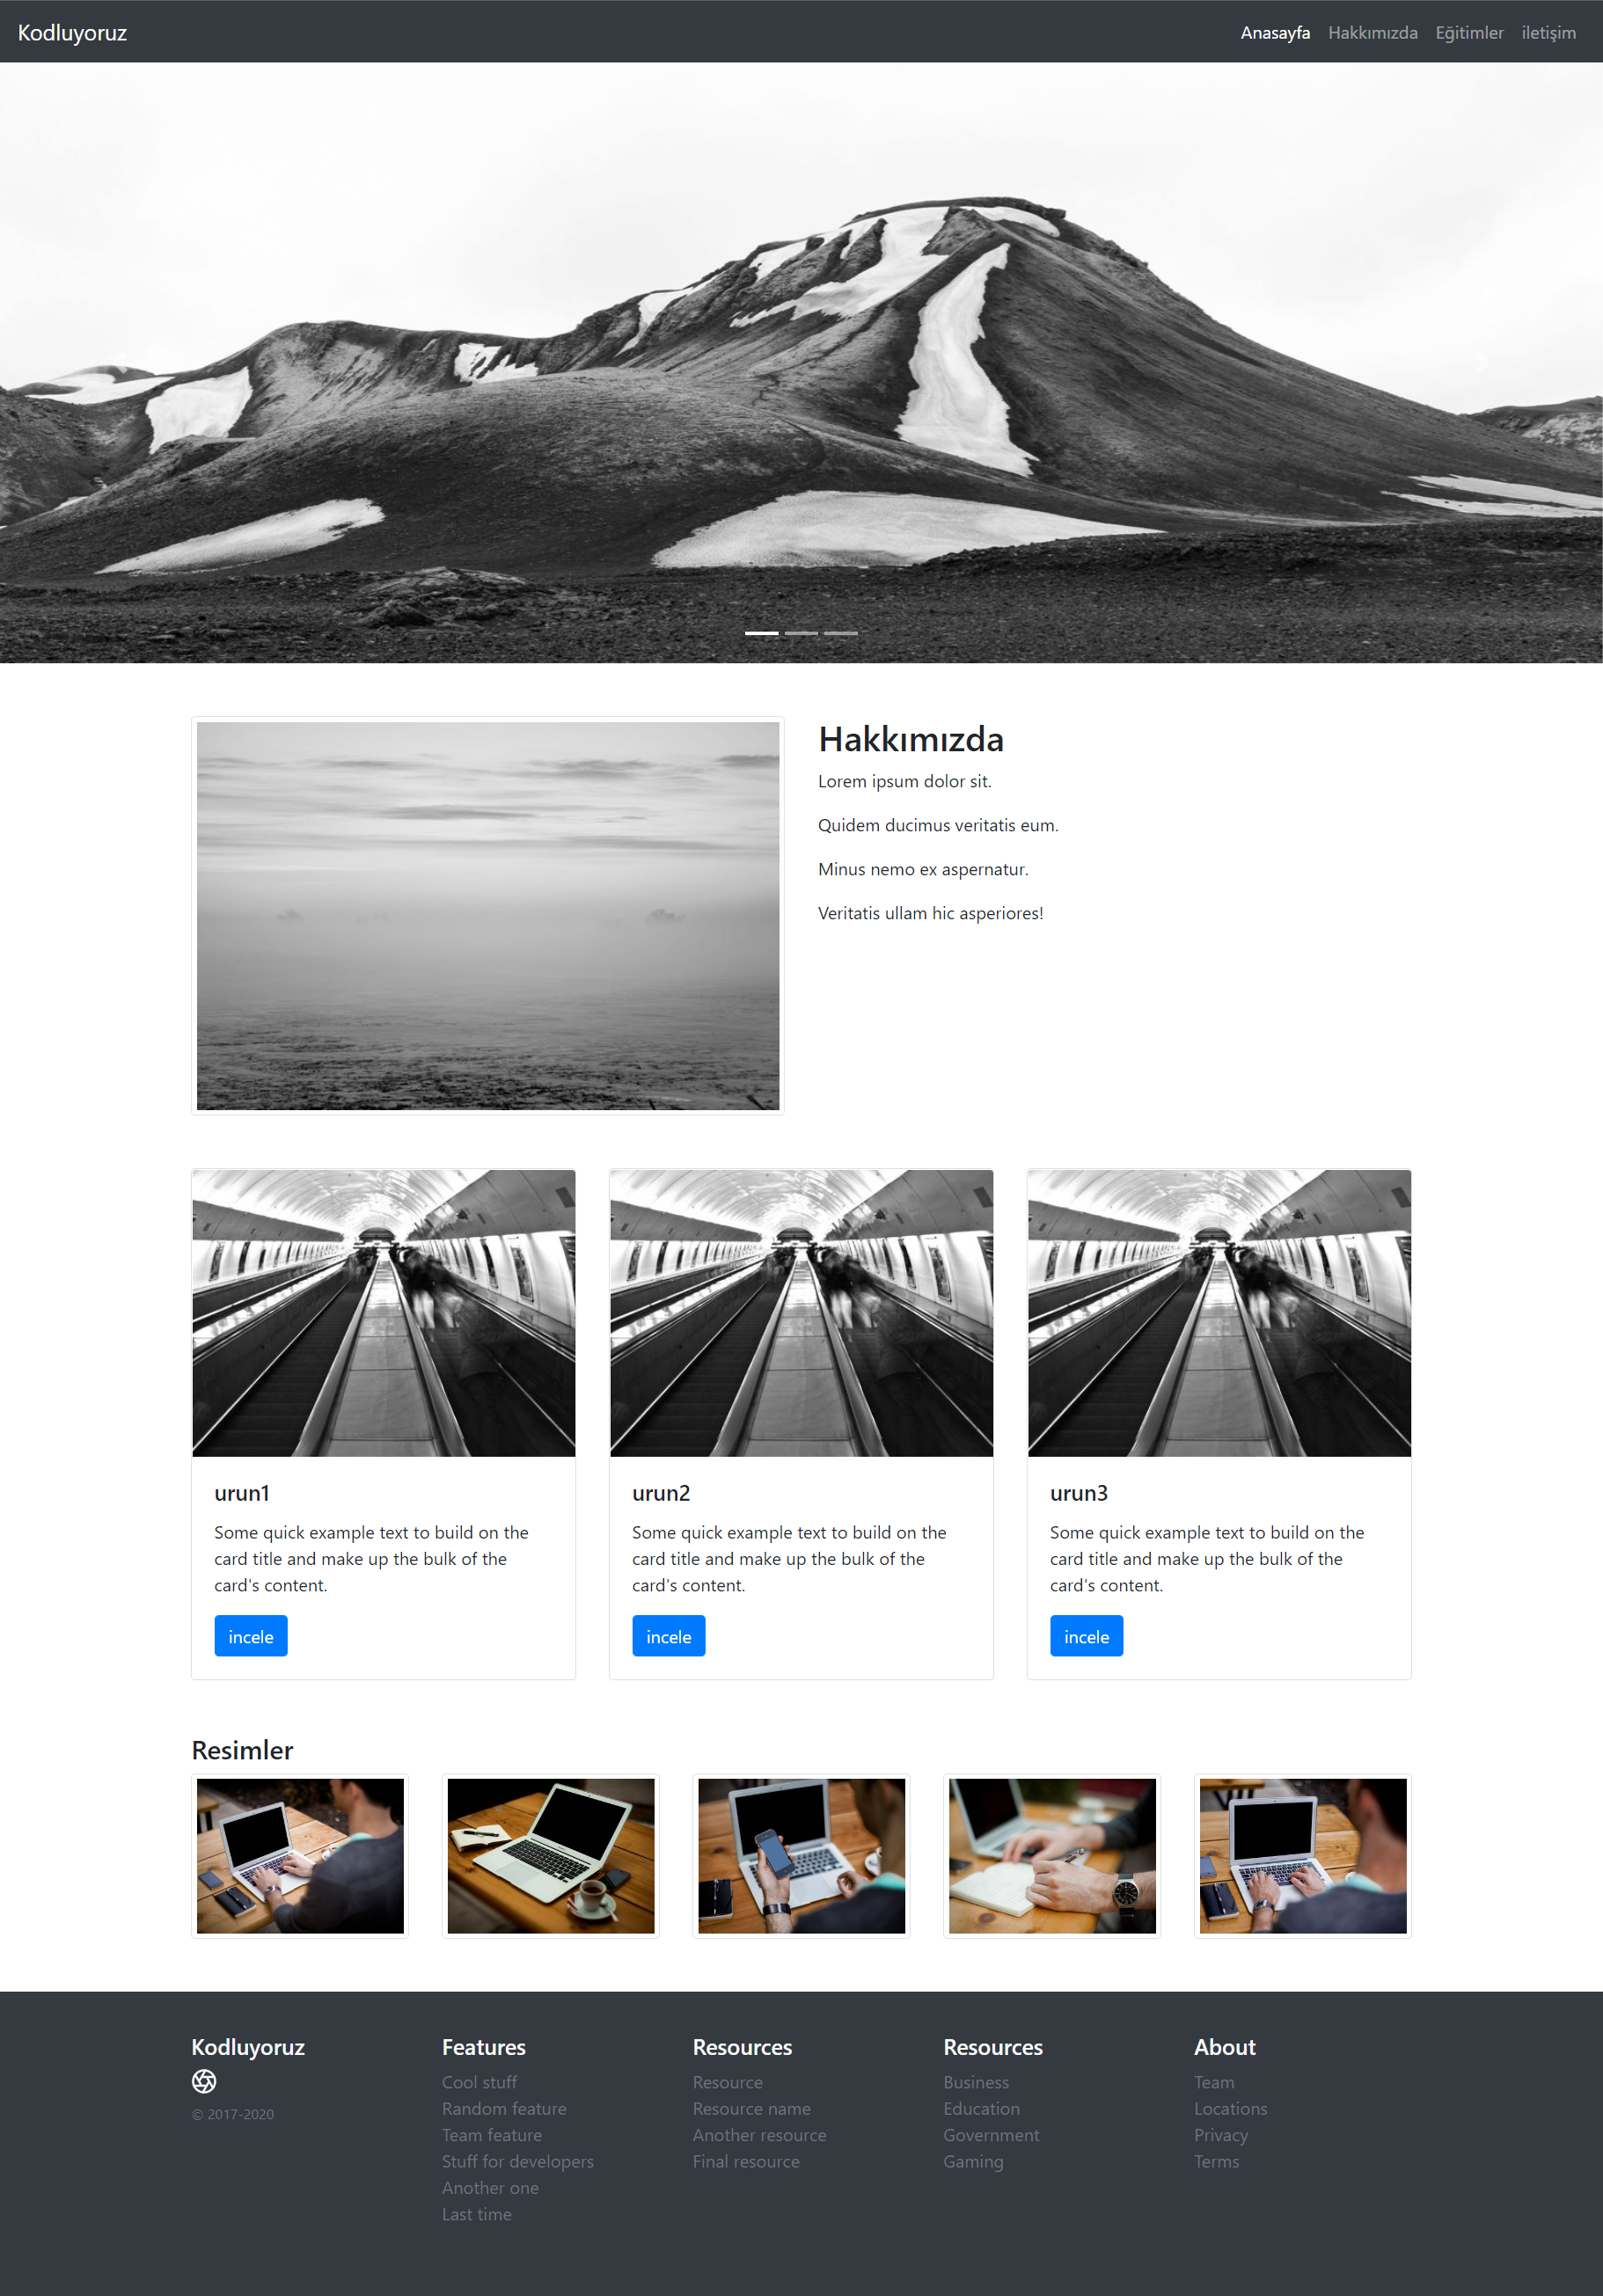 Kodluyoruz
Anasayfa Hakkımızda Eğitimler iletişim
Hakkımızda
Lorem ipsum dolor sit.
Quidem ducimus veritatis eum.
Minus nemo ex aspernatur.
Veritatis ullam hic asperiores!
urun1
Some quick example text to build on the
card title and make up the bulk of the
card's content.
incele
urun2
Some quick example text to build on the
card title and make up the bulk of the
card's content.
incele
urun3
Some quick example text to build on the
card title and make up the bulk of the
card's content.
incele
Resimler
Kodluyoruz
© 2017-2020
Features
Cool stuff
Random feature
Team feature
Stuff for developers
Another one
Last time
Resources
Resource
Resource name
Another resource
Final resource
Resources
Business
Education
Government
Gaming
About
Team
Locations
Privacy
Terms